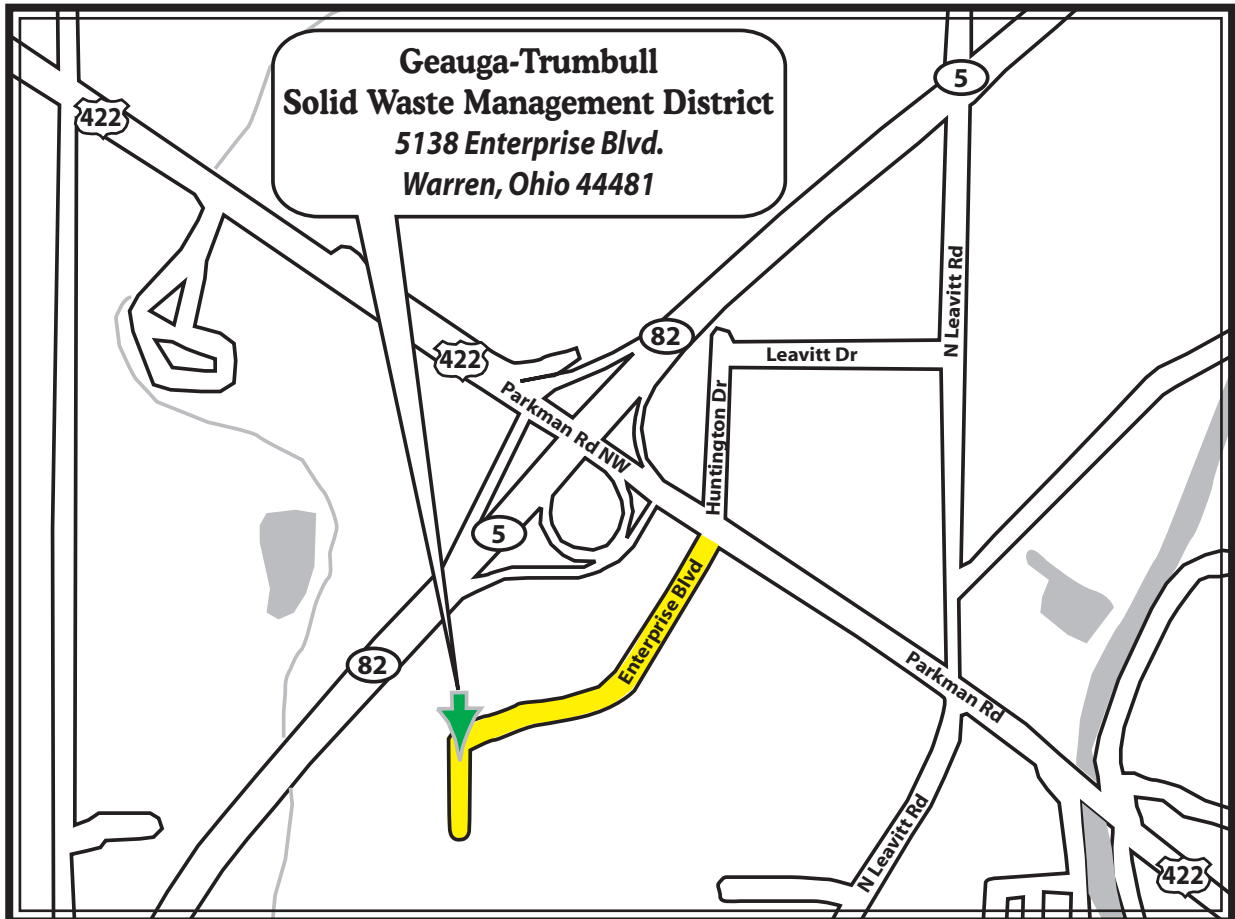 Geauga-Trumbull
Solid Waste Management District
5138 Enterprise Blvd.
Warren, Ohio 44481
5
422
N Leavitt Rd
82
Leavitt Dr
422
Parkman Rd NW
Huntington Dr
5
Enterprise Blvd
82
Parkman Rd
N Leavitt Rd
422